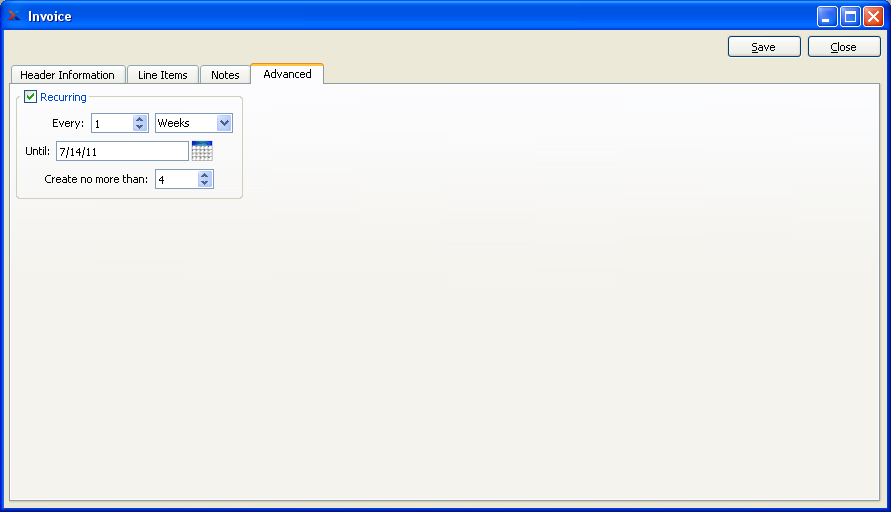 Invoice
Save Close
Header Information Line Items Notes Advanced
Recurring
Every: 1 Weeks
Until: 7/14/11
Create no more than: 4